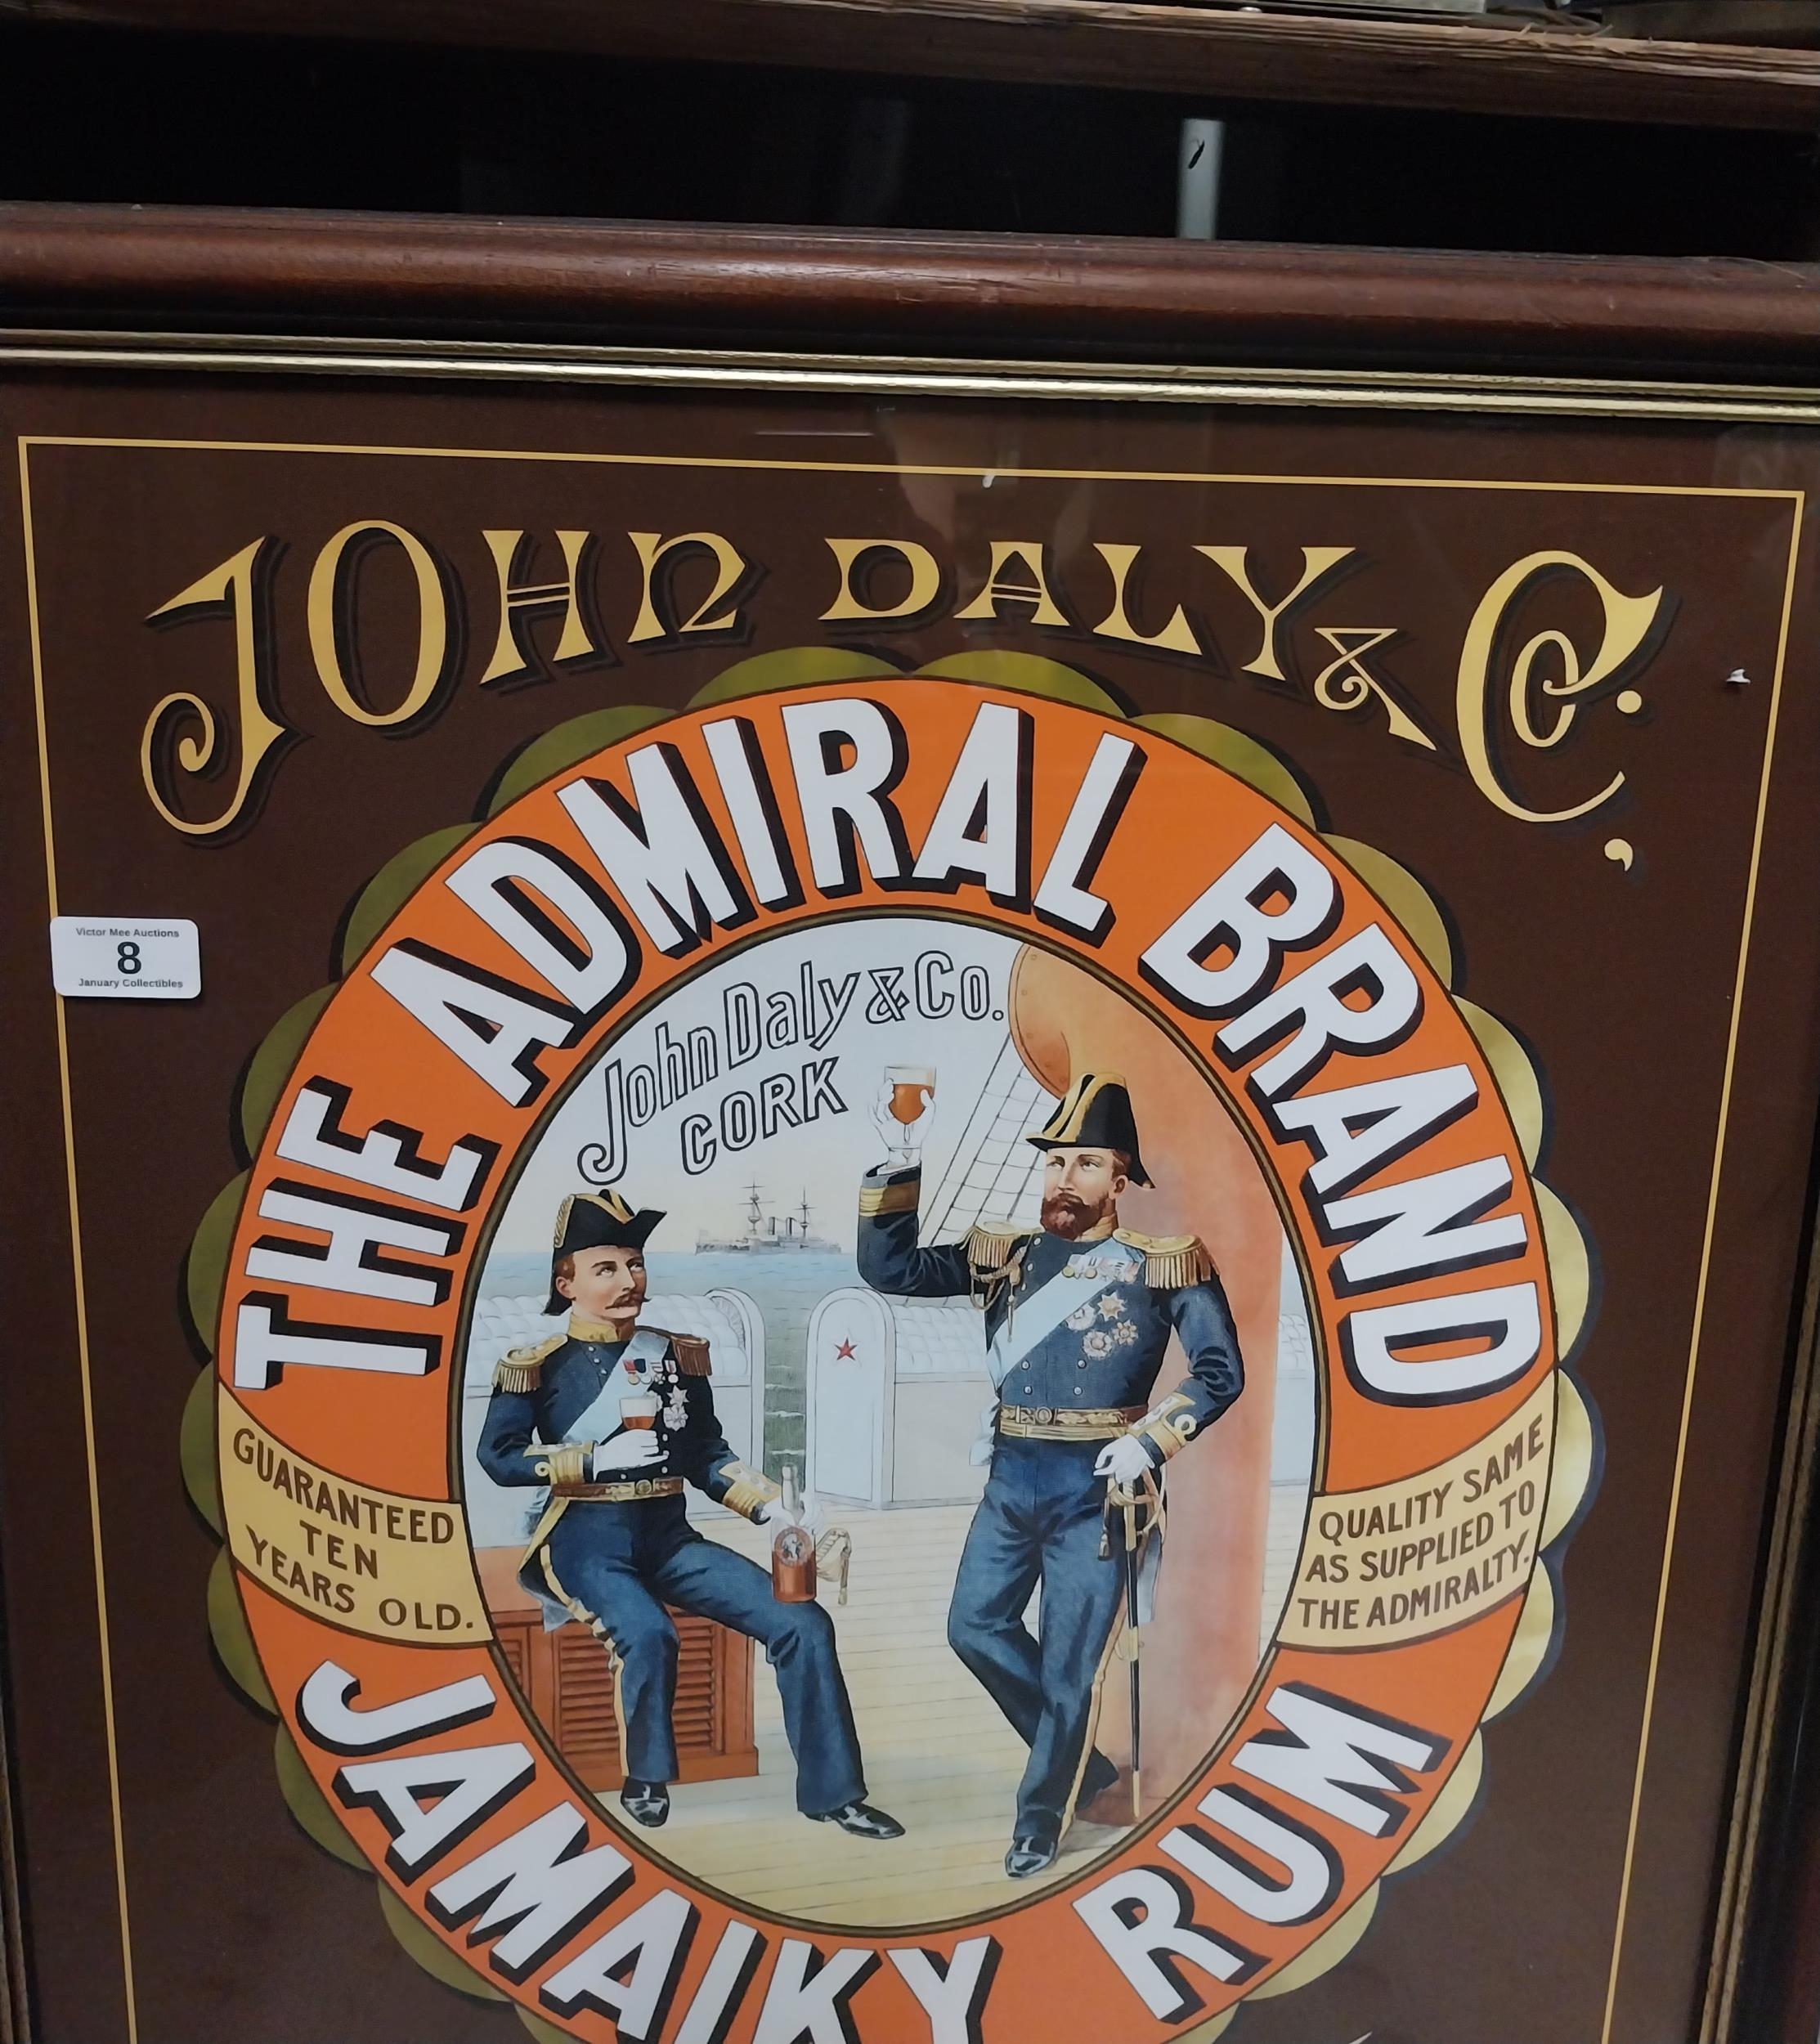 JOHN DALY & Co.,
THE ADMIRAL BRAND
John Daly & Co.
CORK
GUARANTEED
TEN
YEARS OLD.
QUALITY SAME
AS SUPPLIED TO
THE ADMIRALTY.
JAMAIKY RUM
Victor Mee Auctions
8
January Collectibles